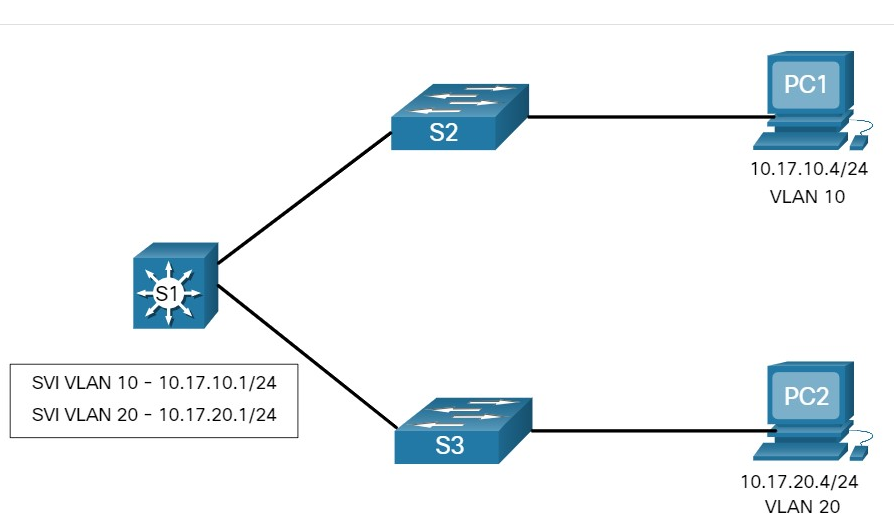 PC1
S2
10.17.10.4/24
VLAN 10
S1
SVI VLAN 10 - 10.17.10.1/24
SVI VLAN 20 - 10.17.20.1/24
PC2
S3
10.17.20.4/24
VLAN 20